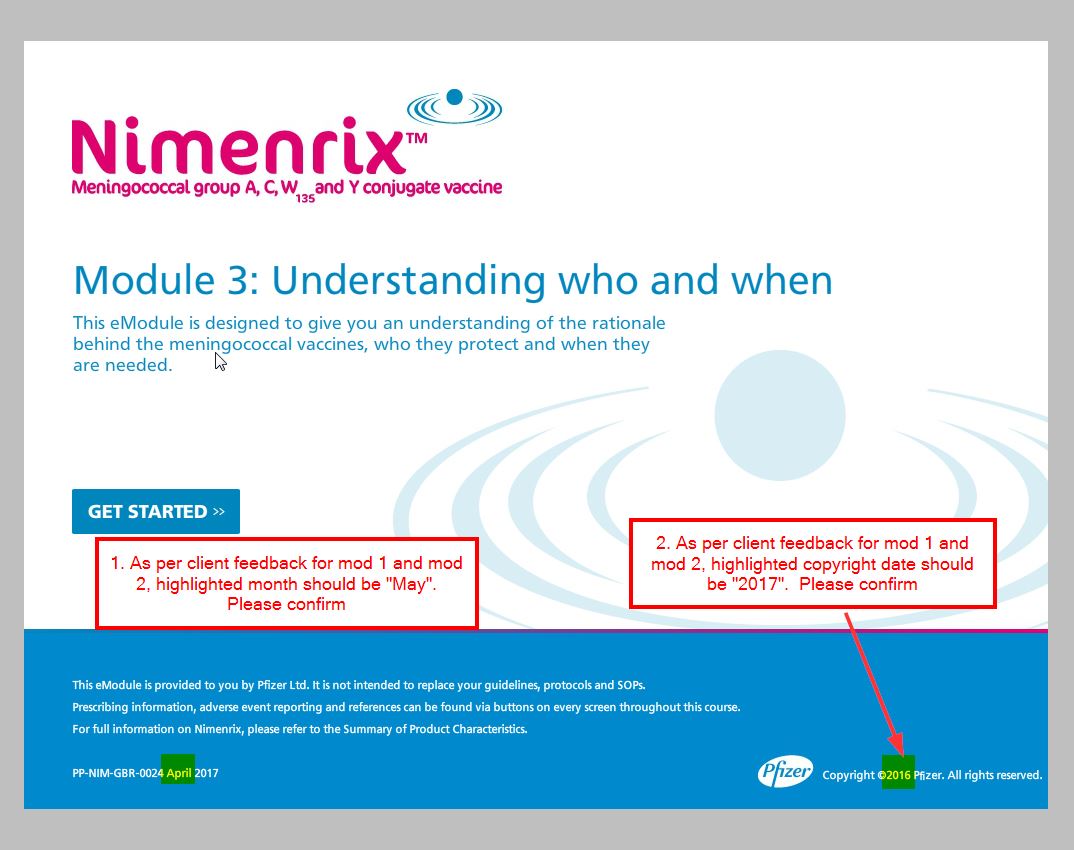 Nimenrix™
Meningococcal group A, C, W135 and Y conjugate vaccine
Module 3: Understanding who and when
This eModule is designed to give you an understanding of the rationale
behind the meningococcal vaccines, who they protect and when they
are needed.
GET STARTED >>
1. As per client feedback for mod 1 and mod
2, highlighted month should be "May".
Please confirm
2. As per client feedback for mod 1 and
mod 2, highlighted copyright date should
be "2017".  Please confirm
This eModule is provided to you by Pfizer Ltd. It is not intended to replace your guidelines, protocols and SOPs.
Prescribing information, adverse event reporting and references can be found via buttons on every screen throughout this course.
For full information on Nimenrix, please refer to the Summary of Product Characteristics.
PP-NIM-GBR-0024 April 2017
Pfizer
Copyright ©2016 Pfizer. All rights reserved.